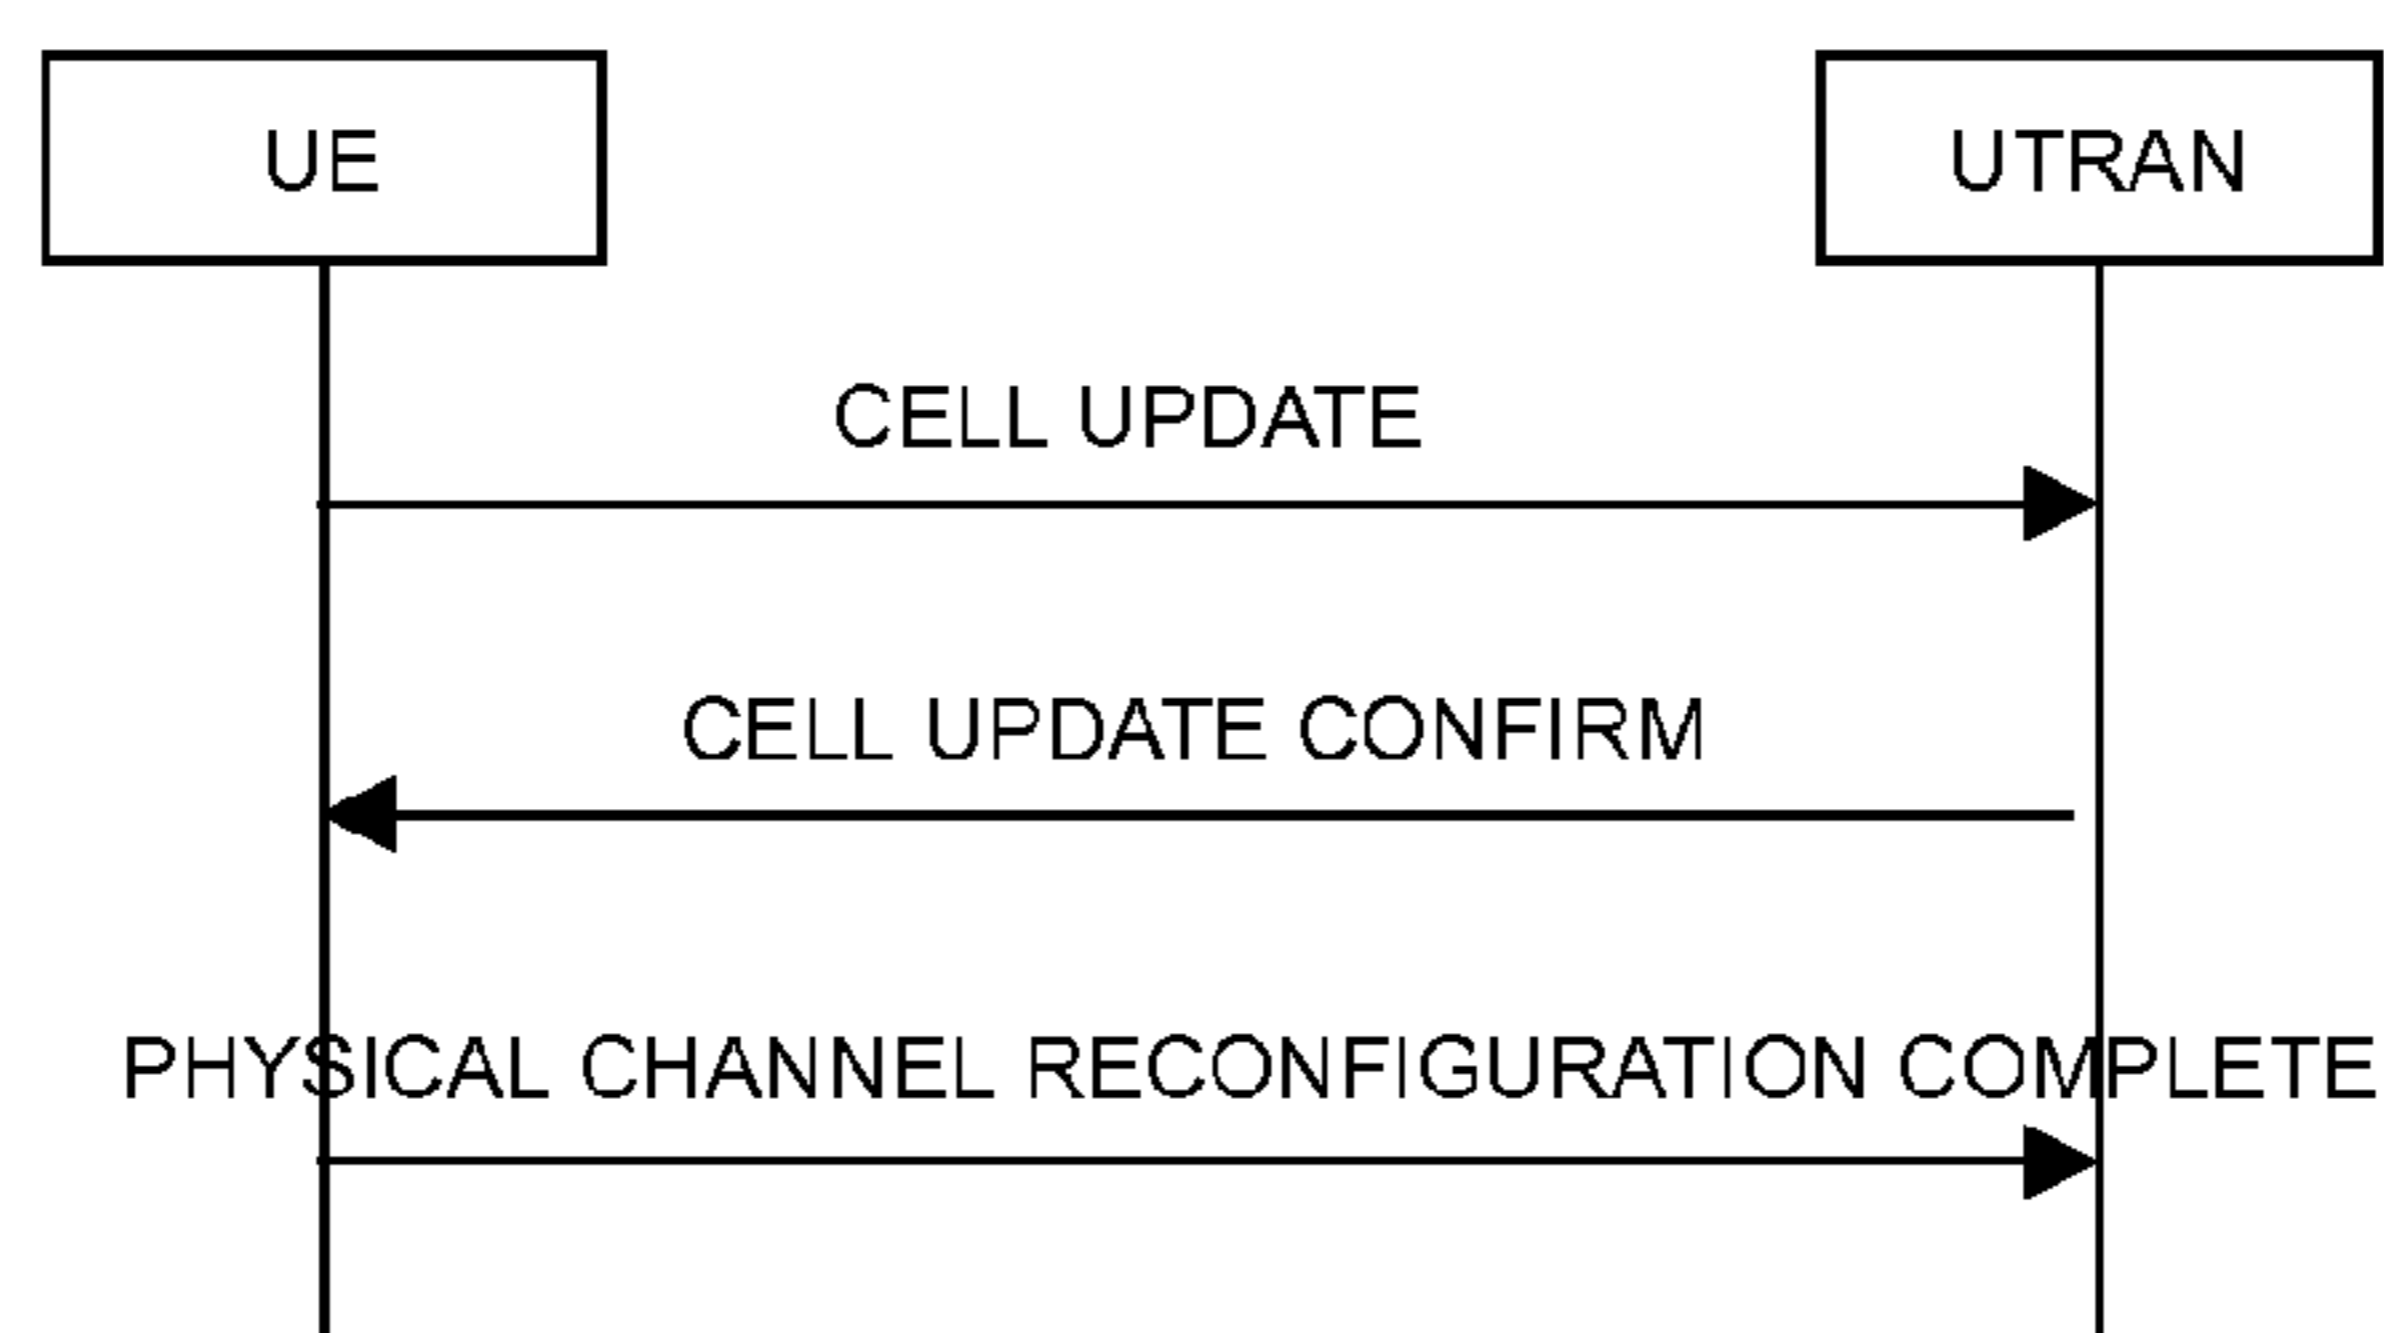 UE
UTRAN
CELL UPDATE
CELL UPDATE CONFIRM
PHYSICAL CHANNEL RECONFIGURATION COMPLETE